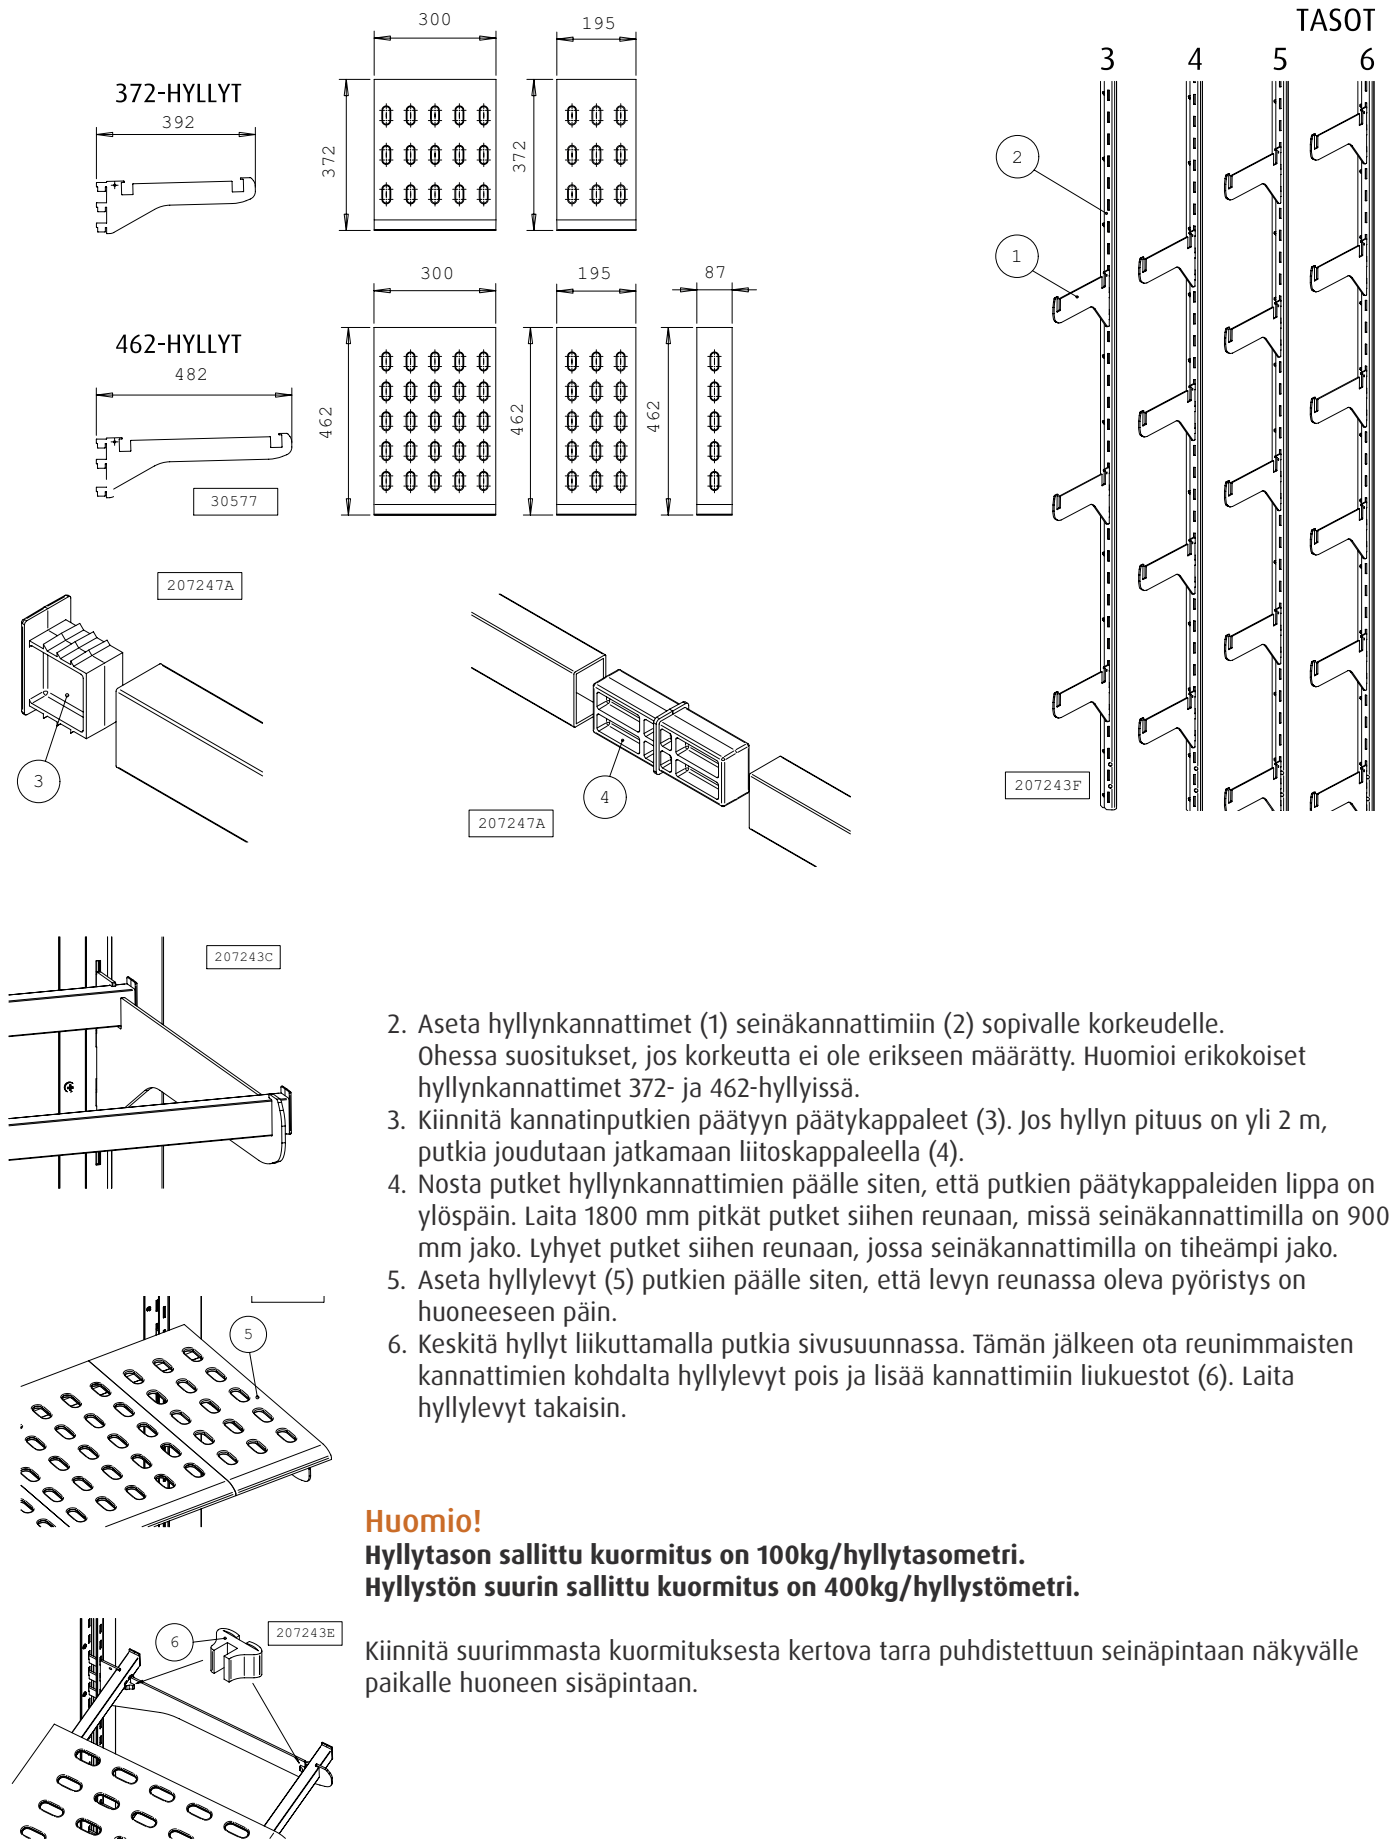 TASOT
3 4 5 6
300
195
372-HYLLYT
392
372
372
2
1
300
195
87
462-HYLLYT
482
462
462
462
30577
207247A
3
4
207247A
207243F
207243C
2. Aseta hyllynkannattimet (1) seinäkannattimiin (2) sopivalle korkeudelle.
Ohessa suositukset, jos korkeutta ei ole erikseen määrätty. Huomioi erikokoiset
hyllynkannattimet 372- ja 462-hyllyissä.
3. Kiinnitä kannatinputkien päätyyn päätykappaleet (3). Jos hyllyn pituus on yli 2 m,
putkia joudutaan jatkamaan liitoskappaleella (4).
4. Nosta putket hyllynkannattimien päälle siten, että putkien päätykappaleiden lippa on
ylöspäin. Laita 1800 mm pitkät putket siihen reunaan, missä seinäkannattimilla on 900
mm jako. Lyhyet putket siihen reunaan, jossa seinäkannattimilla on tiheämpi jako.
5. Aseta hyllylevyt (5) putkien päälle siten, että levyn reunassa oleva pyöristys on
huoneeseen päin.
6. Keskitä hyllyt liikuttamalla putkia sivusuunnassa. Tämän jälkeen ota reunimmaisten
kannattimien kohdalta hyllylevyt pois ja lisää kannattimiin liukuestot (6). Laita
hyllylevyt takaisin.
5
Huomio!
Hyllytason sallittu kuormitus on 100kg/hyllytasometri.
Hyllystön suurin sallittu kuormitus on 400kg/hyllystömetri.
6
207243E
Kiinnitä suurimmasta kuormituksesta kertova tarra puhdistettuun seinäpintaan näkyvälle
paikalle huoneen sisäpintaan.